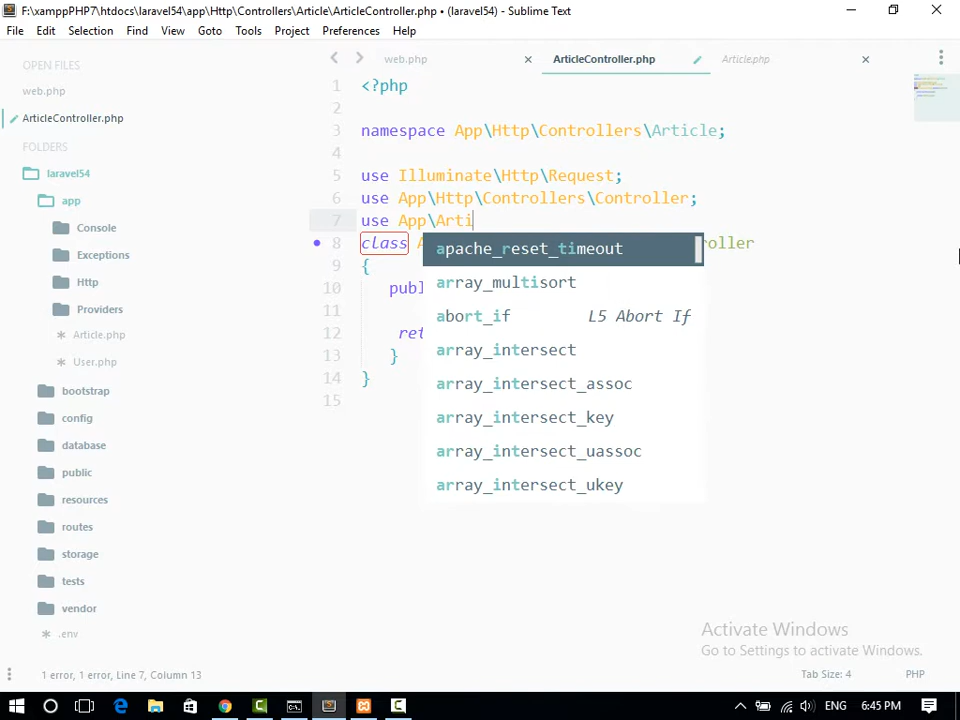 F:\xamppPHP7\htdocs\laravel54\app\Http\Controllers\Article\ArticleController.php • (laravel54) - Sublime Text
File Edit Selection Find View Goto Tools Project Preferences Help
OPEN FILES
web.php
ArticleController.php
FOLDERS
laravel54
app
Console
Exceptions
Http
Providers
Article.php
User.php
bootstrap
config
database
public
resources
routes
storage
tests
vendor
.env
web.php ArticleController.php Article.php
1 <?php
2
3 namespace App\Http\Controllers\Article;
4
5 use Illuminate\Http\Request;
6 use App\Http\Controllers\Controller;
7 use App\Arti
8 class A roller
9 {
10 publ
11
12 ret
13 }
14 }
15
apache_reset_timeout
array_multisort
abort_if L5 Abort If
array_intersect
array_intersect_assoc
array_intersect_key
array_intersect_uassoc
array_intersect_ukey
Activate Windows
Go to Settings to activate Windows.
1 error, 1 error, Line 7, Column 13
Tab Size: 4
PHP
ENG 6:45 PM